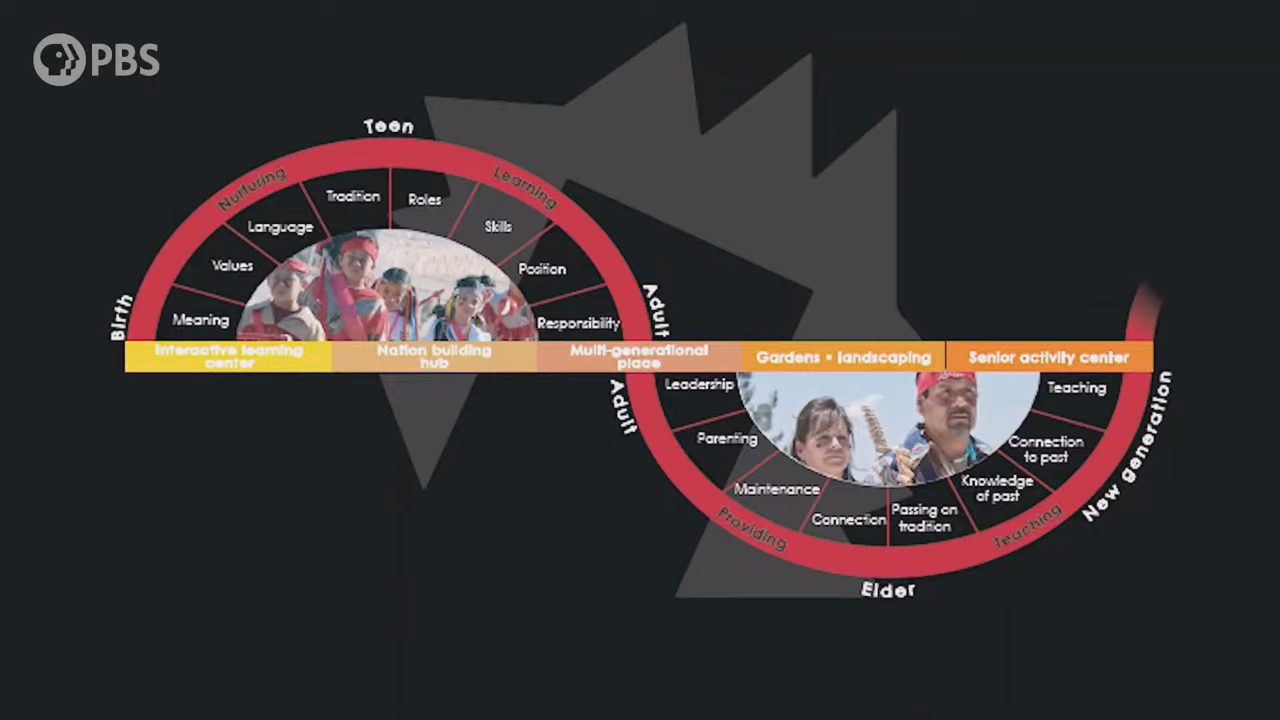 PBS
Teen
Nurturing
Learning
Tradition
Roles
Language
Skills
Values
Position
Meaning
Responsibility
Birth
Adult
Interactive learning
center
Nation building
hub
Multi-generational
place
Gardens • landscaping
Senior activity center
Adult
Leadership
Teaching
Parenting
Connection
to past
Maintenance
Knowledge
of past
Connection
Passing on
tradition
Providing
Teaching
New generation
Elder